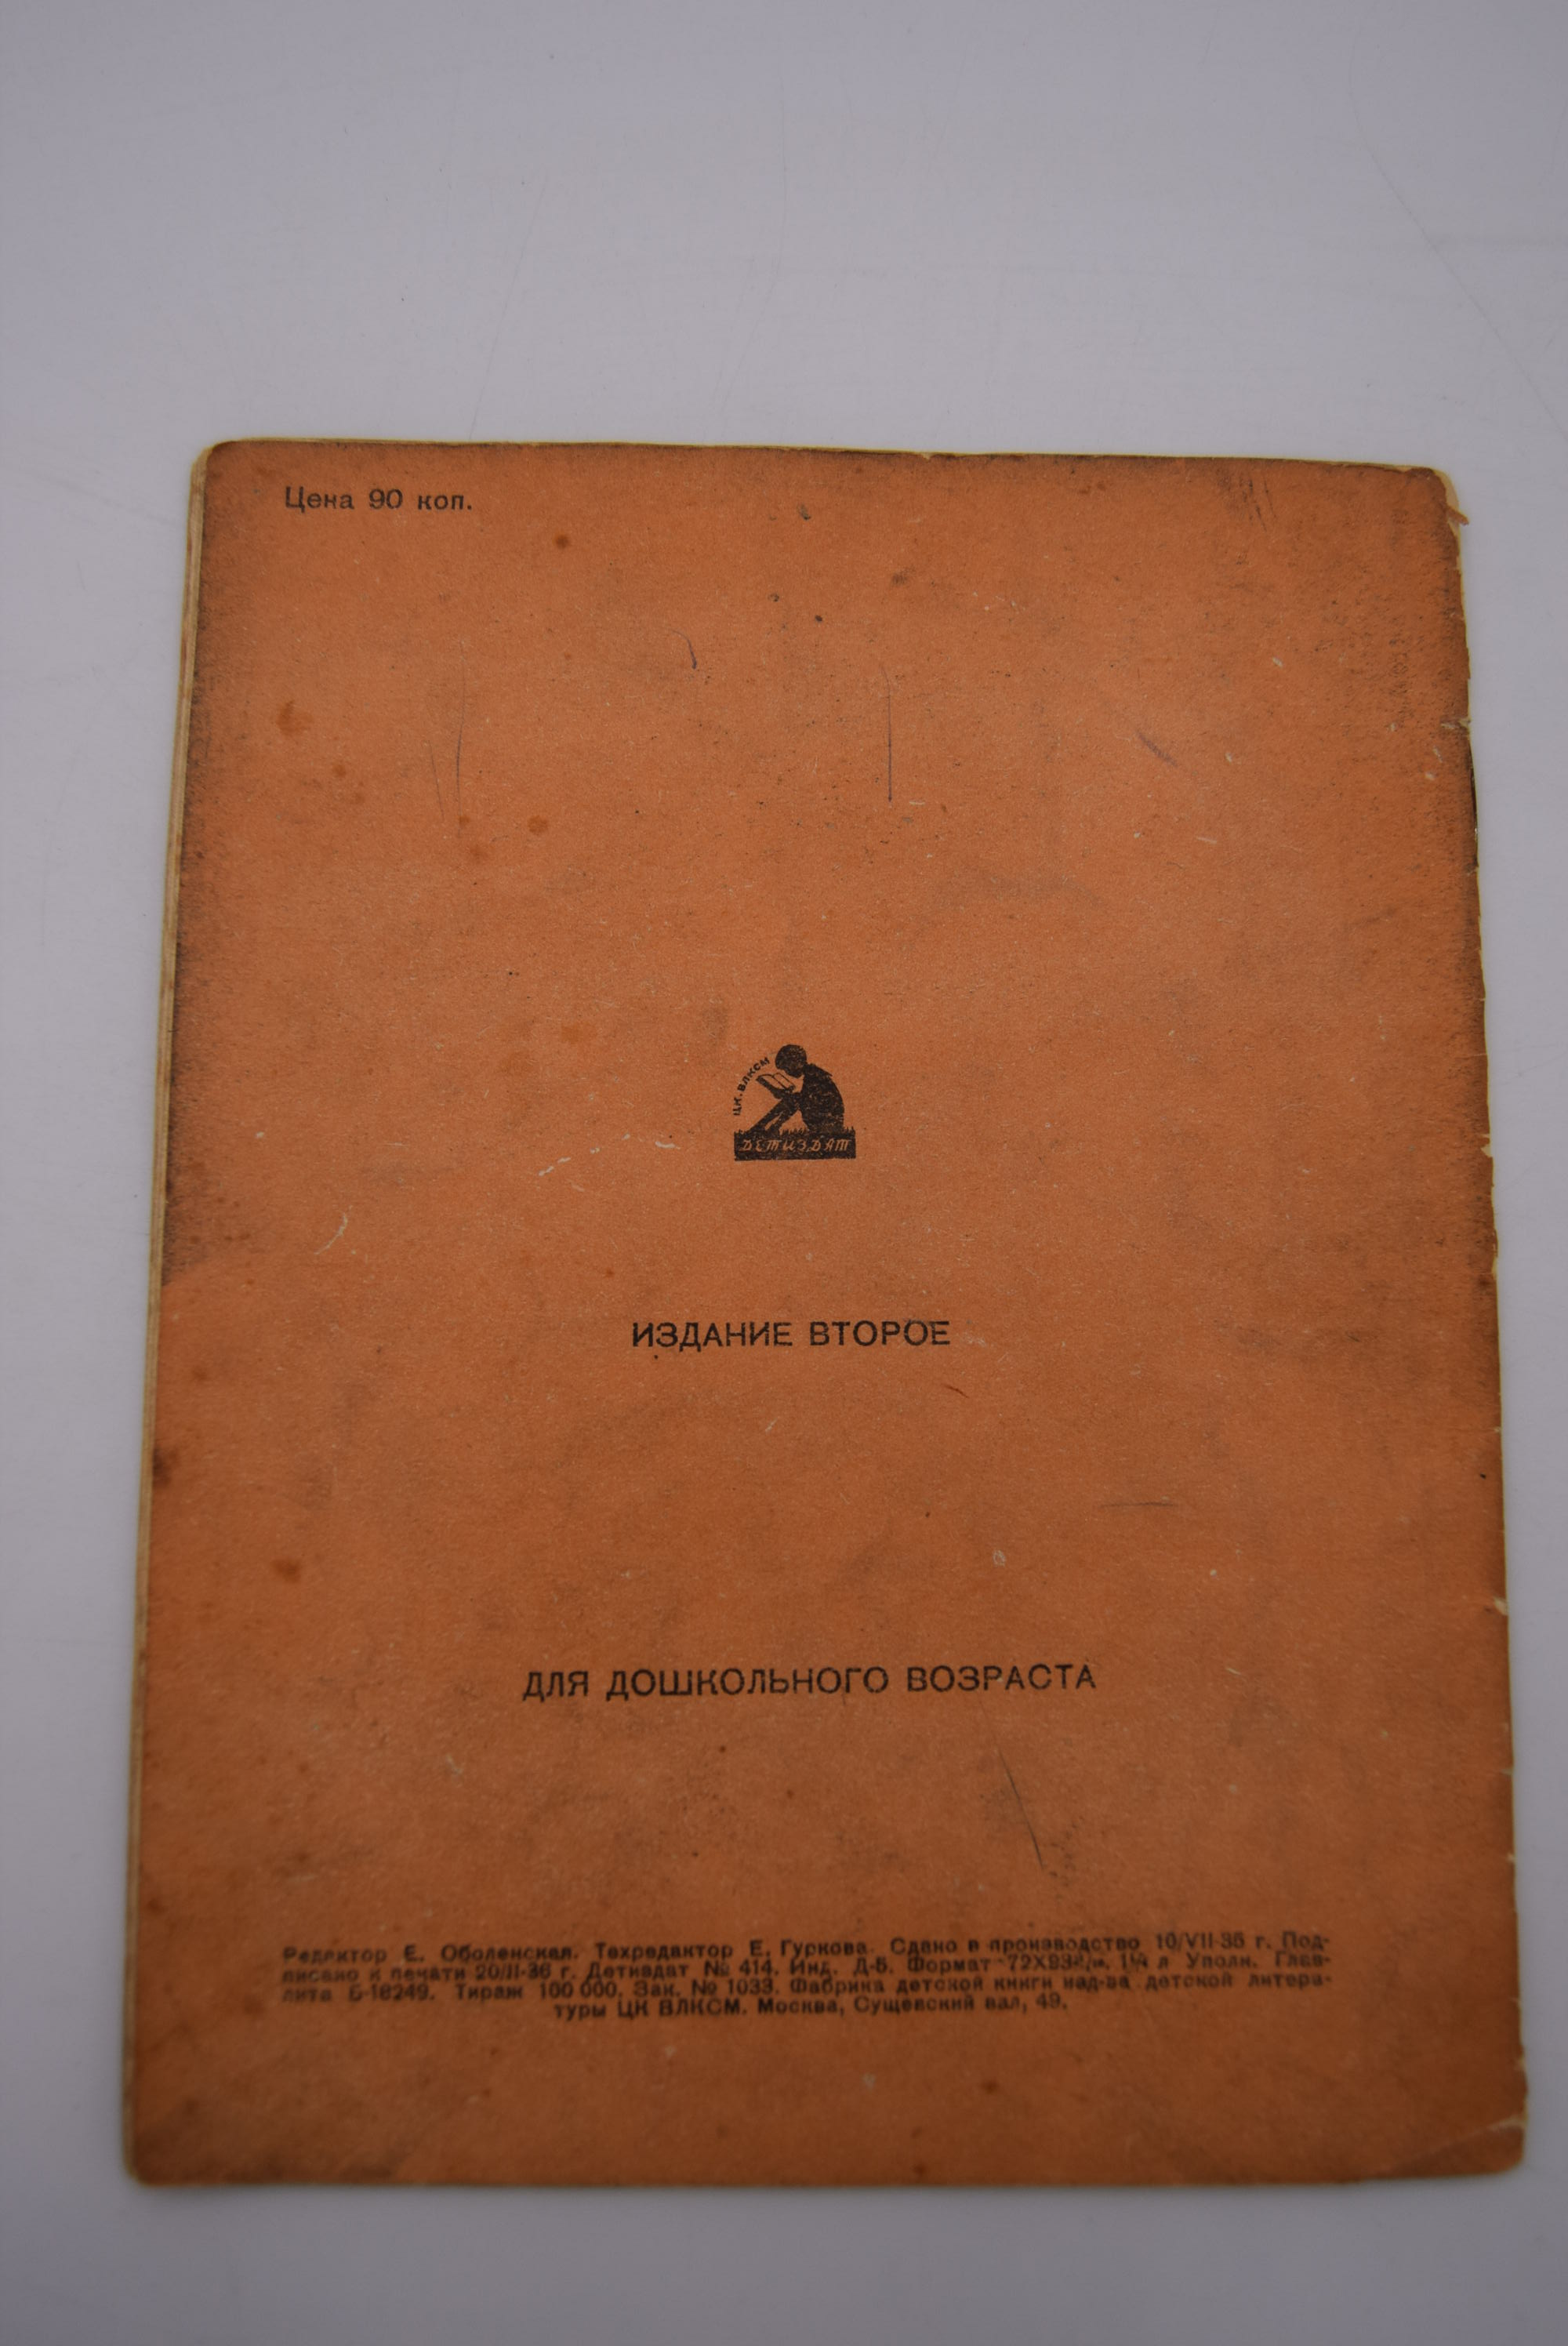 Цена 90 коп.
ЦК.ВЛКСМ
ДЕТИЗДАТ
ИЗДАНИЕ ВТОРОЕ
ДЛЯ ДОШКОЛЬНОГО ВОЗРАСТА
Редактор Е. Оболенская. Техредактор Е. Гуркова. Сдано в производство 10/VII-35 г. Под-
писано к печати 20/II-36 г. Детиздат № 414. Инд. Д-5. Формат 1¼ л Уполн. Глав-
лита Б-18249. Тираж 100 000. Зак. № 1033. Фабрика детской книги изд-ва детской литера-
туры ЦК ВЛКСМ. Москва, Сущевский вал, 49.